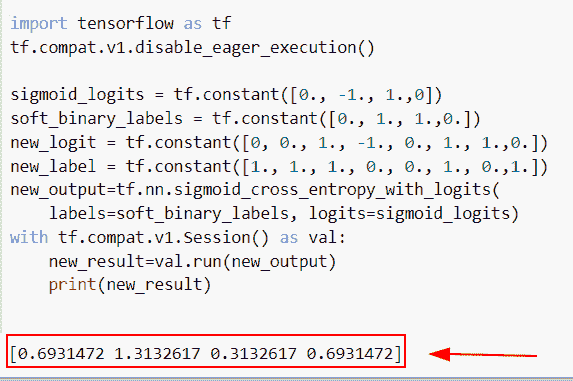 import tensorflow as tf
tf.compat.v1.disable_eager_execution()
sigmoid_logits = tf.constant([0., -1., 1.,0])
soft_binary_labels = tf.constant([0., 1., 1.,0.])
new_logit = tf.constant([0, 0., 1., -1., 0., 1., 1.,0.])
new_label = tf.constant([1., 1., 1., 0., 0., 1., 0.,1.])
new_output=tf.nn.sigmoid_cross_entropy_with_logits(
    labels=soft_binary_labels, logits=sigmoid_logits)
with tf.compat.v1.Session() as val:
    new_result=val.run(new_output)
    print(new_result)
[0.6931472 1.3132617 0.3132617 0.6931472]